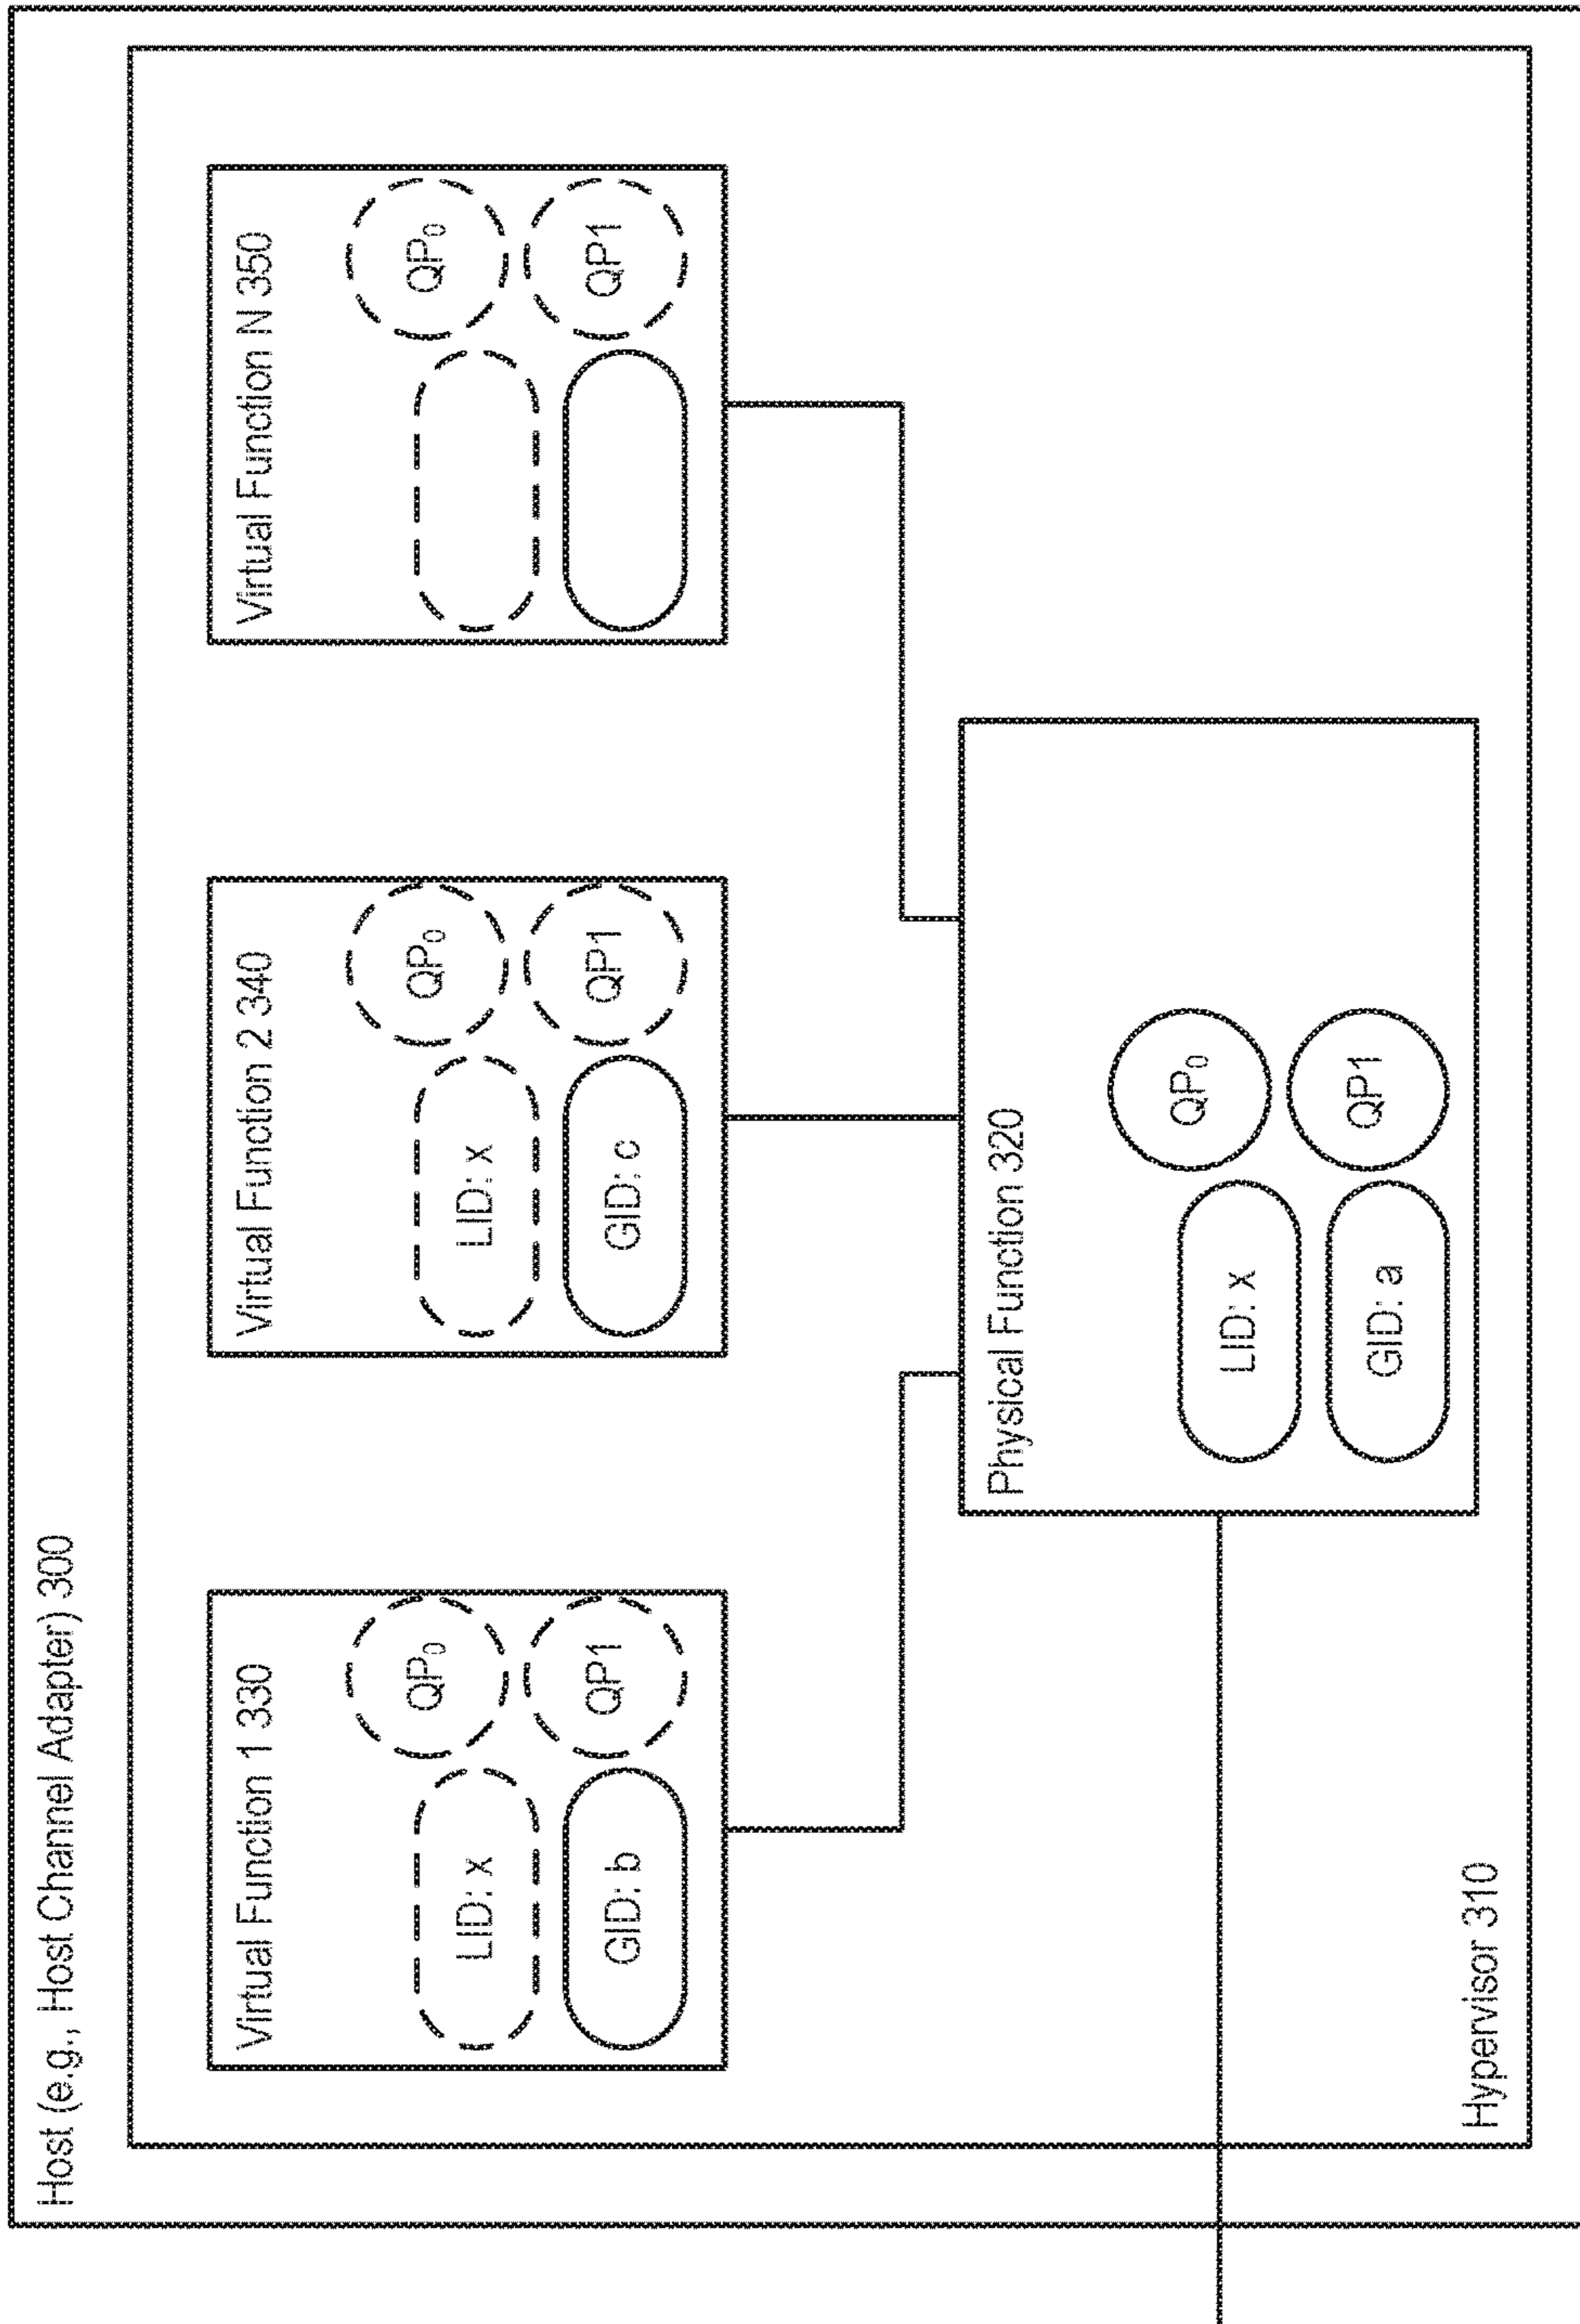 Host (e.g., Host Channel Adapter) 300
Virtual Function 1 330
LID: x
QP₀
GID: b
QP1
Virtual Function 2 340
LID: x
QP₀
GID: c
QP1
Virtual Function N 350
QP₀
QP1
Physical Function 320
LID: x
QP₀
GID: a
QP1
Hypervisor 310